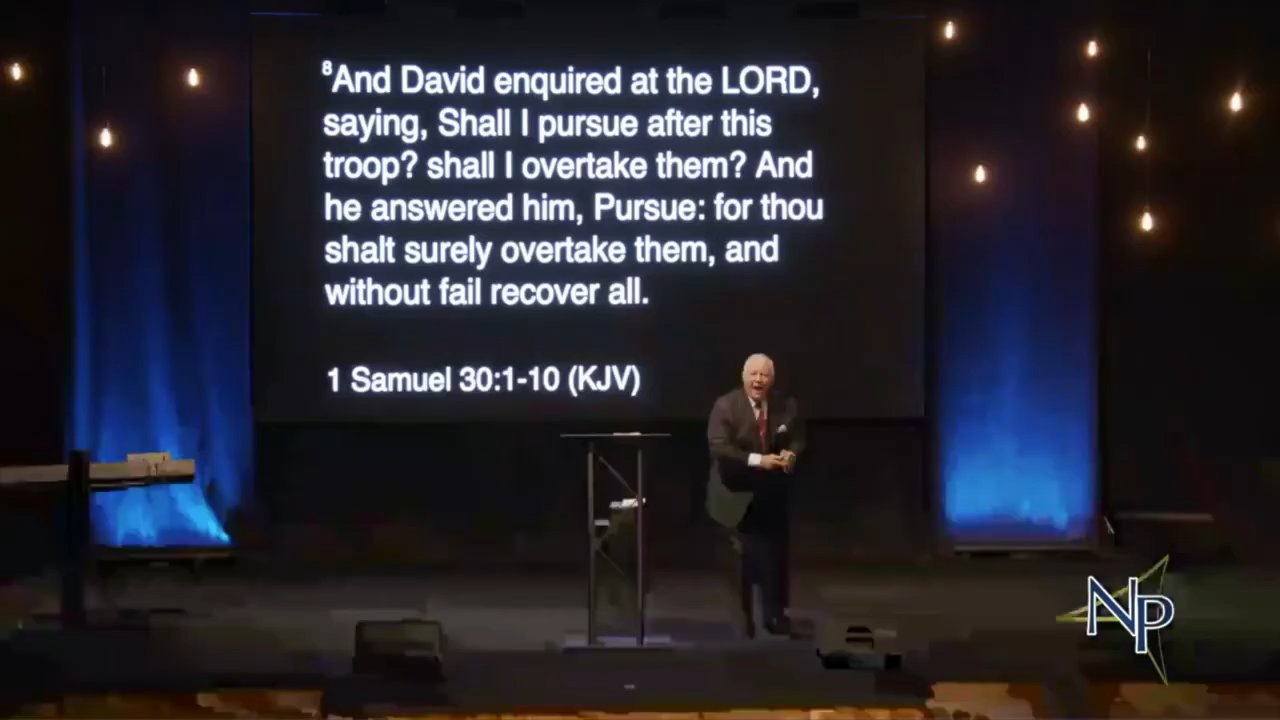 ⁸And David enquired at the LORD,
saying, Shall I pursue after this
troop? shall I overtake them? And
he answered him, Pursue: for thou
shalt surely overtake them, and
without fail recover all.
1 Samuel 30:1-10 (KJV)
NP